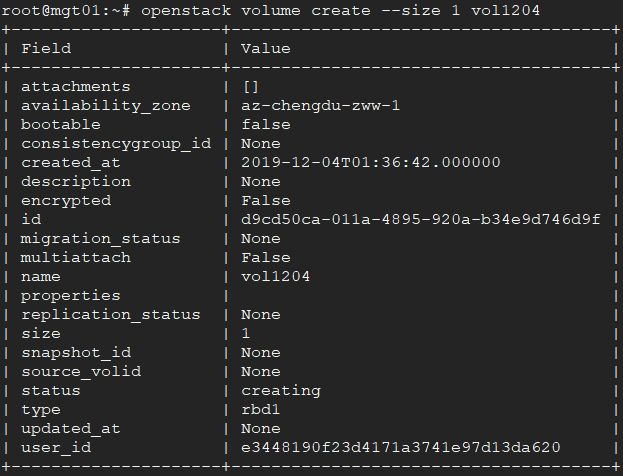 root@mgt01:~# openstack volume create --size 1 vol1204
+---------------------+--------------------------------------+
| Field               | Value                                |
+---------------------+--------------------------------------+
| attachments         | []                                   |
| availability_zone   | az-chengdu-zww-1                     |
| bootable            | false                                |
| consistencygroup_id | None                                 |
| created_at          | 2019-12-04T01:36:42.000000           |
| description         | None                                 |
| encrypted           | False                                |
| id                  | d9cd50ca-011a-4895-920a-b34e9d746d9f |
| migration_status    | None                                 |
| multiattach         | False                                |
| name                | vol1204                              |
| properties          |                                      |
| replication_status  | None                                 |
| size                | 1                                    |
| snapshot_id         | None                                 |
| source_volid        | None                                 |
| status              | creating                             |
| type                | rbd1                                 |
| updated_at          | None                                 |
| user_id             | e3448190f23d4171a3741e97d13da620     |
+---------------------+--------------------------------------+